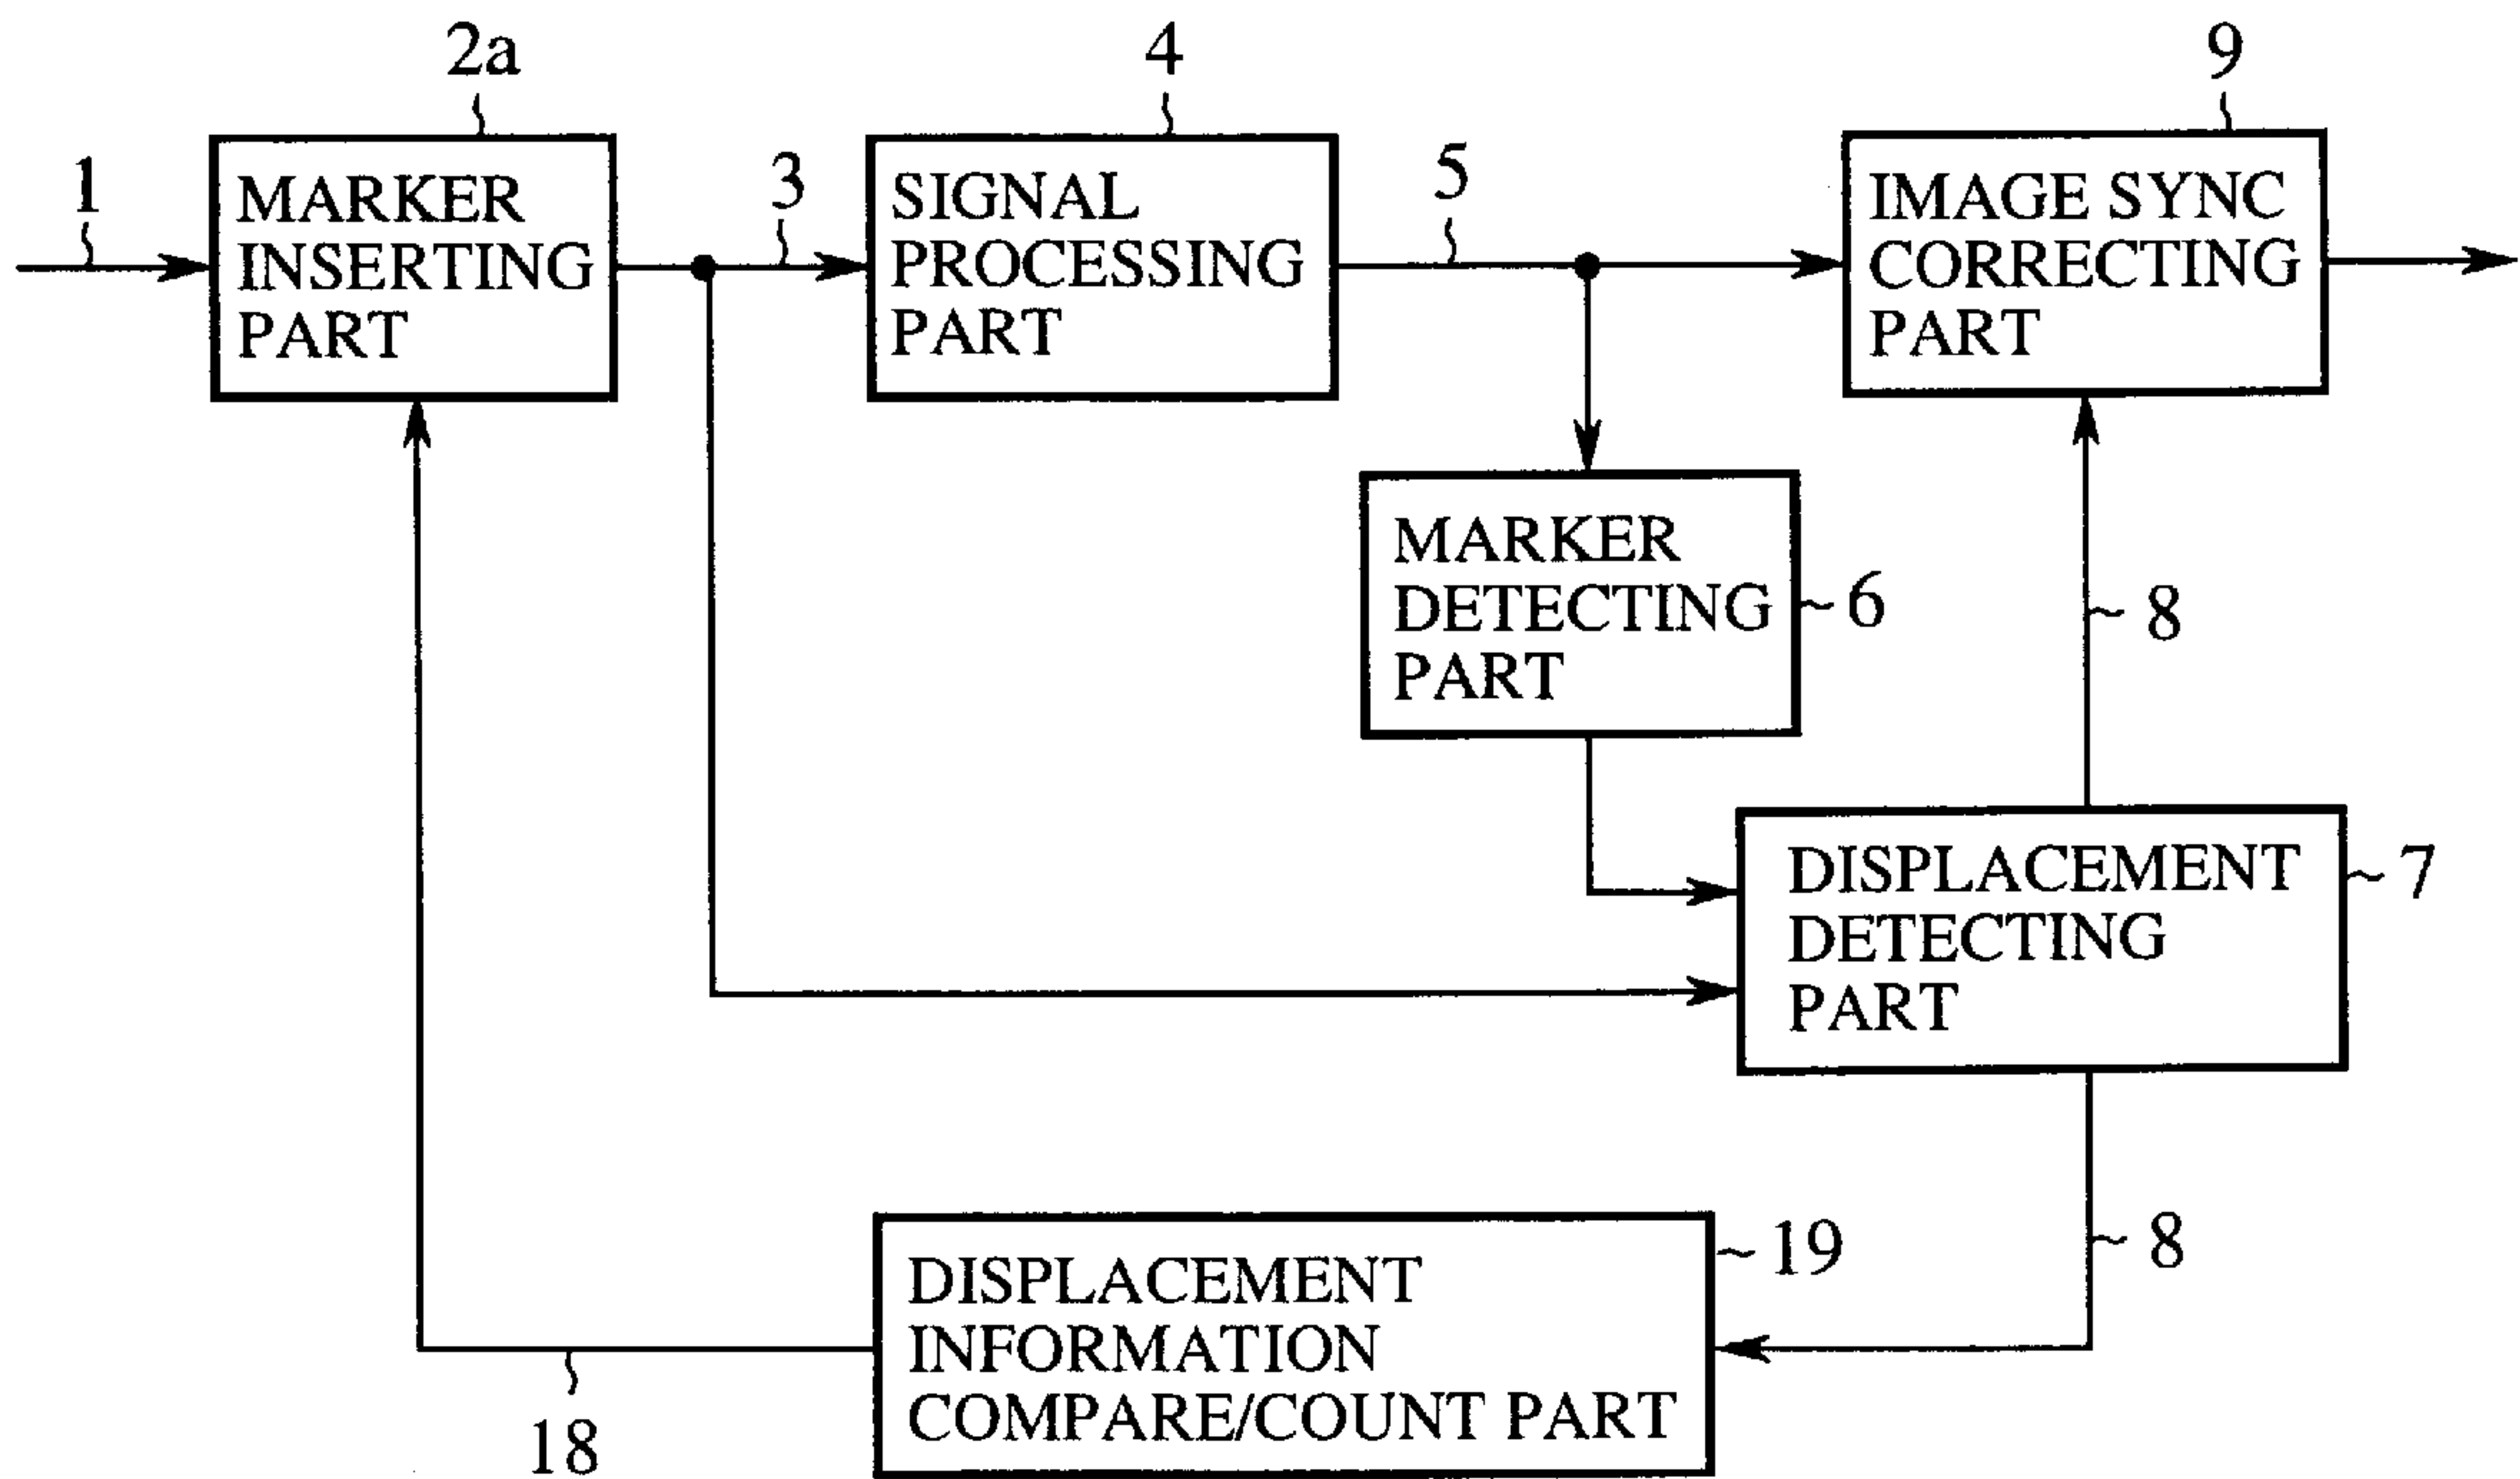 2a
4
9
1
MARKER
INSERTING
PART
3
SIGNAL
PROCESSING
PART
5
IMAGE SYNC
CORRECTING
PART
MARKER
DETECTING
PART
6
8
DISPLACEMENT
DETECTING
PART
7
DISPLACEMENT
INFORMATION
COMPARE/COUNT PART
19
8
18